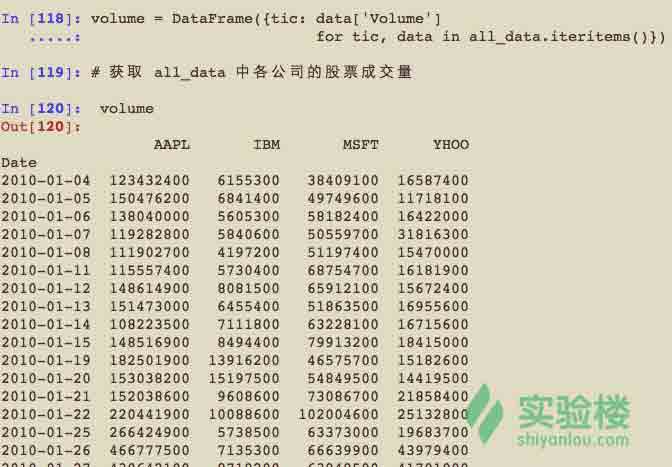 In [118]: volume = DataFrame({tic: data['Volume']
.....: for tic, data in all_data.iteritems()})
In [119]: # 获取 all_data 中各公司的股票成交量
In [120]: volume
Out[120]:
AAPL IBM MSFT YHOO
Date
2010-01-04 123432400 6155300 38409100 16587400
2010-01-05 150476200 6841400 49749600 11718100
2010-01-06 138040000 5605300 58182400 16422000
2010-01-07 119282800 5840600 50559700 31816300
2010-01-08 111902700 4197200 51197400 15470000
2010-01-11 115557400 5730400 68754700 16181900
2010-01-12 148614900 8081500 65912100 15672400
2010-01-13 151473000 6455400 51863500 16955600
2010-01-14 108223500 7111800 63228100 16715600
2010-01-15 148516900 8494400 79913200 18415000
2010-01-19 182501900 13916200 46575700 15182600
2010-01-20 153038200 15197500 54849500 14419500
2010-01-21 152038600 9608600 73086700 21858400
2010-01-22 220441900 10088600 102004600 25132800
2010-01-25 266424900 5738500 63373000 19683700
2010-01-26 466777500 7135300 66639900 43979400
实验楼
shiyanlou.com